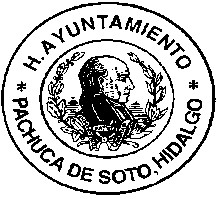 H. AYUNTAMIENTO
* PACHUCA DE SOTO, HIDALGO *